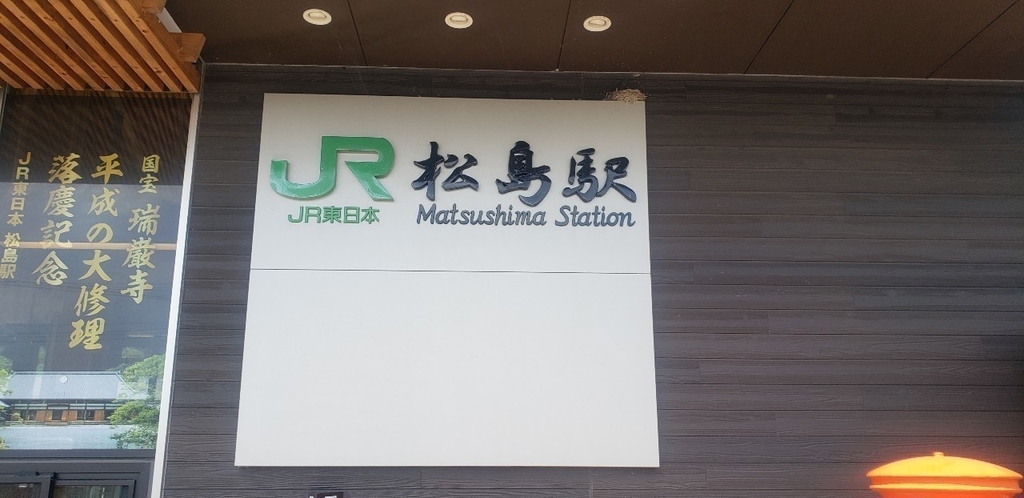 JR 松島駅
JR東日本 Matsushima Station
国宝 瑞巌寺
平成の大修理
落慶記念
JR東日本 松島駅